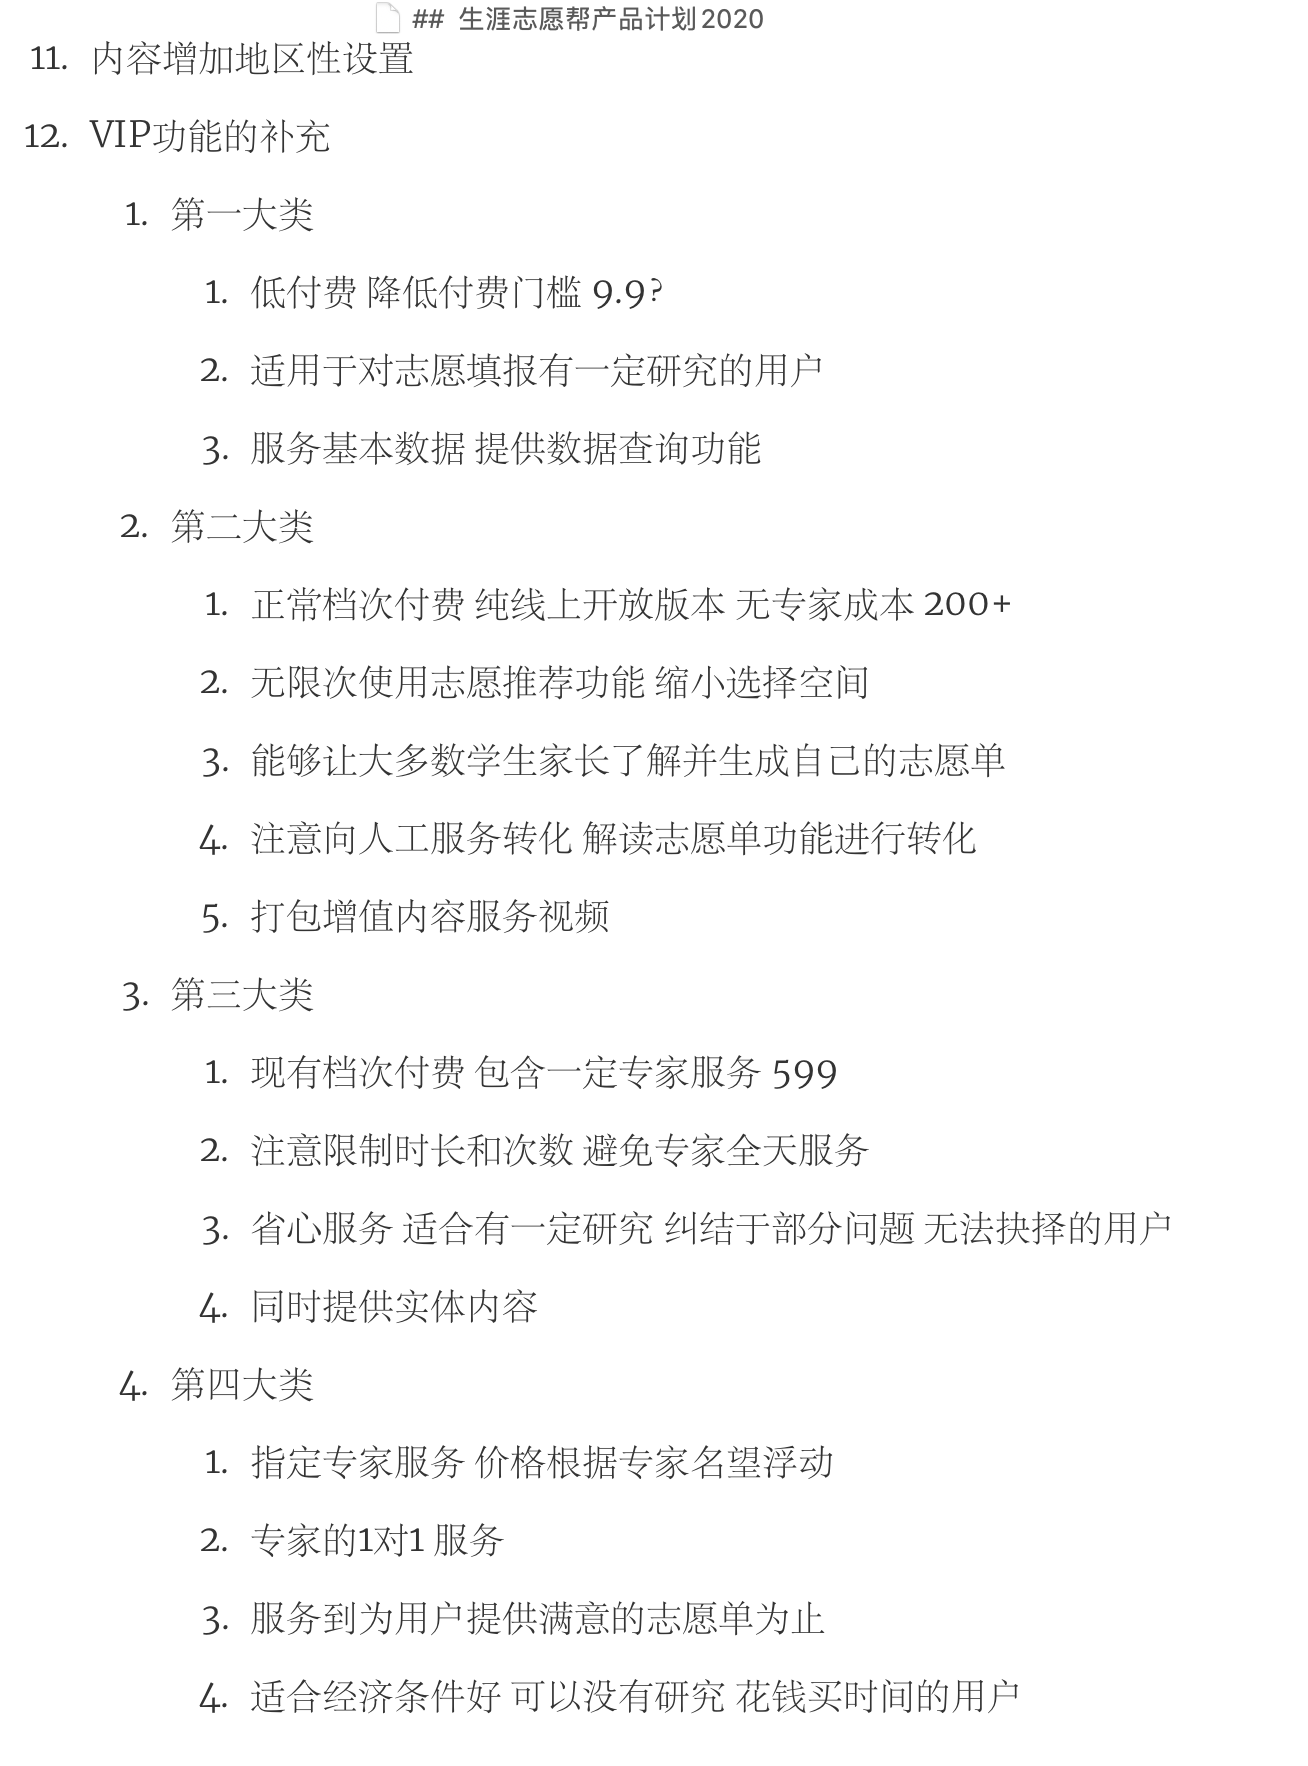 ## 生涯志愿帮产品计划2020
11. 内容增加地区性设置
12. VIP功能的补充
1. 第一大类
1. 低付费 降低付费门槛 9.9?
2. 适用于对志愿填报有一定研究的用户
3. 服务基本数据 提供数据查询功能
2. 第二大类
1. 正常档次付费 纯线上开放版本 无专家成本 200+
2. 无限次使用志愿推荐功能 缩小选择空间
3. 能够让大多数学生家长了解并生成自己的志愿单
4. 注意向人工服务转化 解读志愿单功能进行转化
5. 打包增值内容服务视频
3. 第三大类
1. 现有档次付费 包含一定专家服务 599
2. 注意限制时长和次数 避免专家全天服务
3. 省心服务 适合有一定研究 纠结于部分问题 无法抉择的用户
4. 同时提供实体内容
4. 第四大类
1. 指定专家服务 价格根据专家名望浮动
2. 专家的1对1 服务
3. 服务到为用户提供满意的志愿单为止
4. 适合经济条件好 可以没有研究 花钱买时间的用户